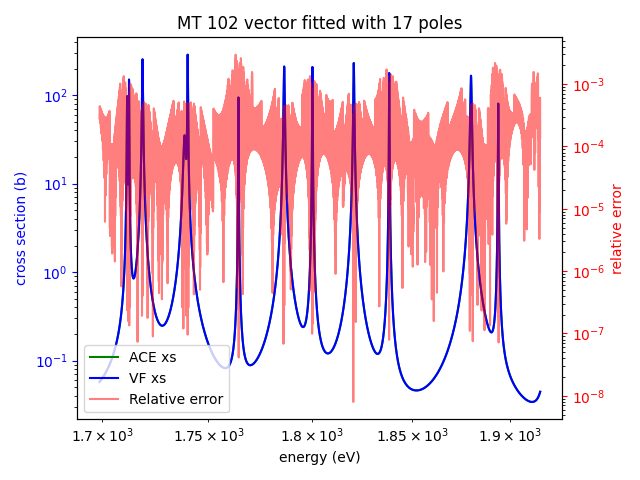 MT 102 vector fitted with 17 poles
cross section (b)
10²
10¹
10⁰
10⁻¹
relative error
10⁻³
10⁻⁴
10⁻⁵
10⁻⁶
10⁻⁷
10⁻⁸
ACE xs
VF xs
Relative error
1.7 × 10³ 1.75 × 10³ 1.8 × 10³ 1.85 × 10³ 1.9 × 10³
energy (eV)